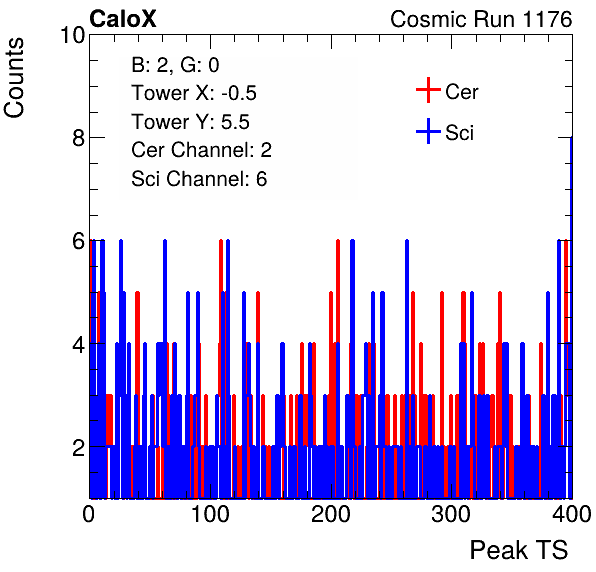 CaloX Cosmic Run 1176
Counts
10
8
6
4
2
B: 2, G: 0
Tower X: -0.5
Tower Y: 5.5
Cer Channel: 2
Sci Channel: 6
Cer
Sci
0 100 200 300 400
Peak TS